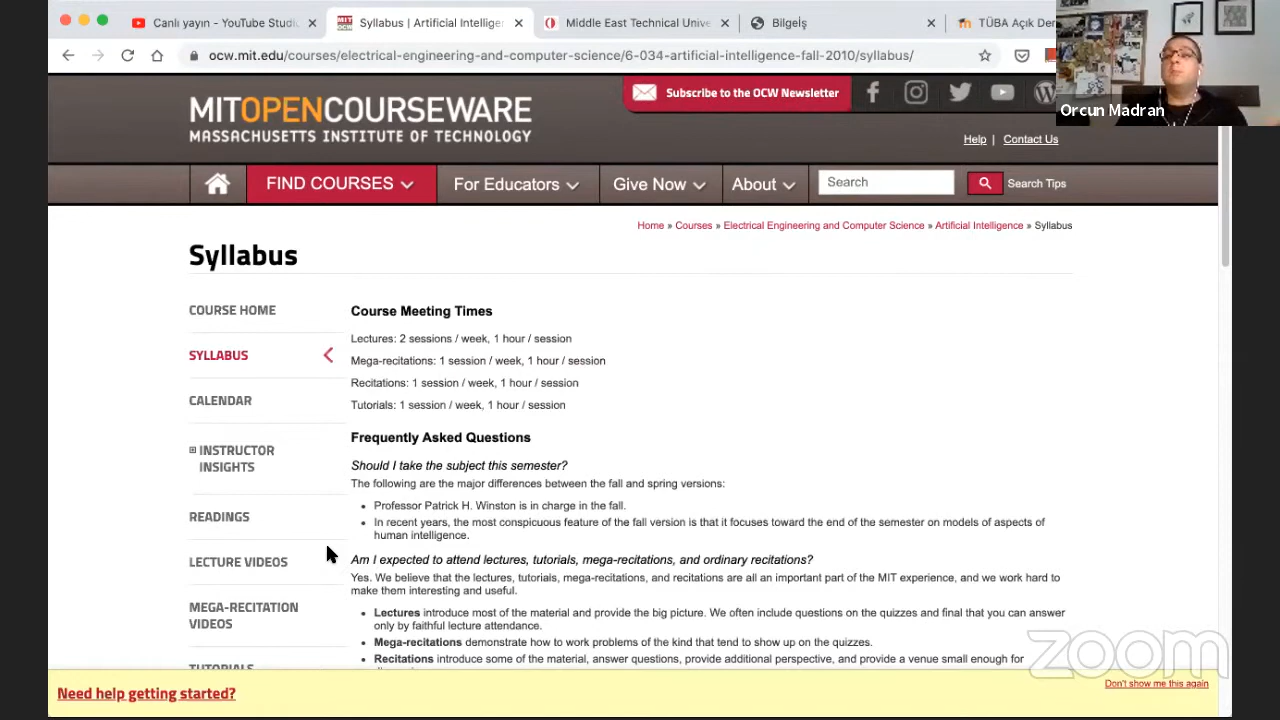 Canlı yayın - YouTube Studi
Syllabus | Artificial Intelligen
Middle East Technical Unive
Bilgeİş
TÜBA Açık Der
ocw.mit.edu/courses/electrical-engineering-and-computer-science/6-034-artificial-intelligence-fall-2010/syllabus/
Orcun Madran
MITOPENCOURSEWARE
MASSACHUSETTS INSTITUTE OF TECHNOLOGY
Subscribe to the OCW Newsletter
Help | Contact Us
FIND COURSES
For Educators
Give Now
About
Search
Search Tips
Home » Courses » Electrical Engineering and Computer Science » Artificial Intelligence » Syllabus
Syllabus
COURSE HOME
SYLLABUS
CALENDAR
INSTRUCTOR
INSIGHTS
READINGS
LECTURE VIDEOS
MEGA-RECITATION
VIDEOS
TUTORIALS
Course Meeting Times
Lectures: 2 sessions / week, 1 hour / session
Mega-recitations: 1 session / week, 1 hour / session
Recitations: 1 session / week, 1 hour / session
Tutorials: 1 session / week, 1 hour / session
Frequently Asked Questions
Should I take the subject this semester?
The following are the major differences between the fall and spring versions:
• Professor Patrick H. Winston is in charge in the fall.
• In recent years, the most conspicuous feature of the fall version is that it focuses toward the end of the semester on models of aspects of
human intelligence.
Am I expected to attend lectures, tutorials, mega-recitations, and ordinary recitations?
Yes. We believe that the lectures, tutorials, mega-recitations, and recitations are all an important part of the MIT experience, and we work hard to
make them interesting and useful.
• Lectures introduce most of the material and provide the big picture. We often include questions on the quizzes and final that you can answer
only by faithful lecture attendance.
• Mega-recitations demonstrate how to work problems of the kind that tend to show up on the quizzes.
• Recitations introduce some of the material, answer questions, provide additional perspective, and provide a venue small enough for
zoom
Need help getting started?
Don't show me this again